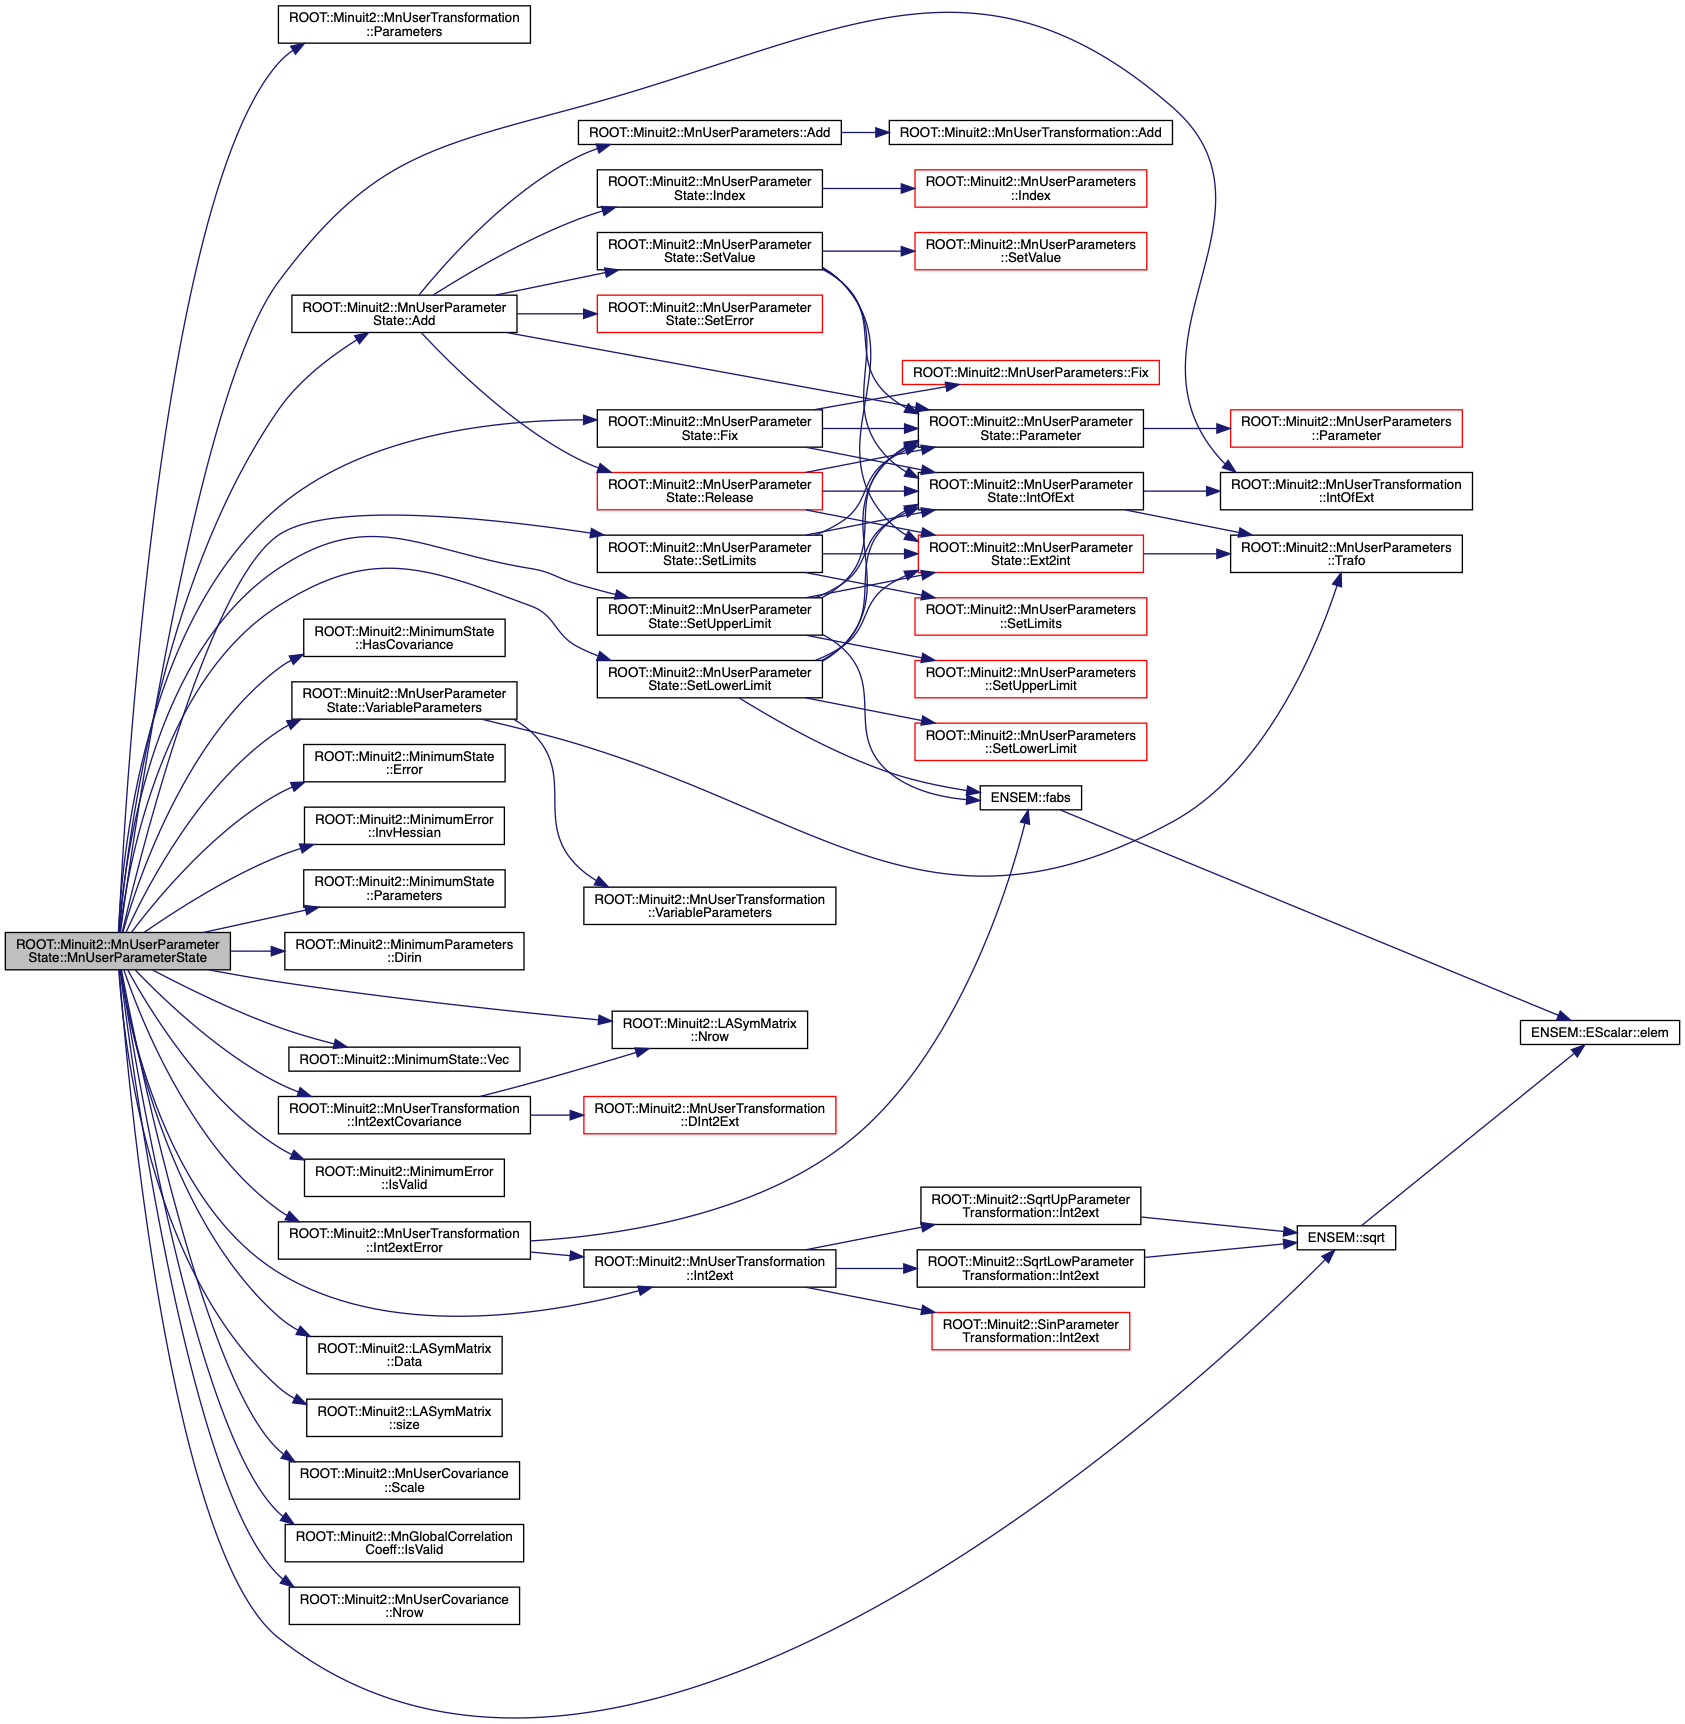 ROOT::Minuit2::MnUserTransformation
::Parameters
ROOT::Minuit2::MnUserParameters::Add
ROOT::Minuit2::MnUserTransformation::Add
ROOT::Minuit2::MnUserParameter
State::Index
ROOT::Minuit2::MnUserParameters
::Index
ROOT::Minuit2::MnUserParameter
State::SetValue
ROOT::Minuit2::MnUserParameters
::SetValue
ROOT::Minuit2::MnUserParameter
State::Add
ROOT::Minuit2::MnUserParameter
State::SetError
ROOT::Minuit2::MnUserParameters::Fix
ROOT::Minuit2::MnUserParameter
State::Fix
ROOT::Minuit2::MnUserParameter
State::Parameter
ROOT::Minuit2::MnUserParameters
::Parameter
ROOT::Minuit2::MnUserParameter
State::Release
ROOT::Minuit2::MnUserParameter
State::IntOfExt
ROOT::Minuit2::MnUserTransformation
::IntOfExt
ROOT::Minuit2::MnUserParameter
State::SetLimits
ROOT::Minuit2::MnUserParameter
State::Ext2int
ROOT::Minuit2::MnUserParameters
::Trafo
ROOT::Minuit2::MnUserParameter
State::SetUpperLimit
ROOT::Minuit2::MnUserParameters
::SetLimits
ROOT::Minuit2::MinimumState
::HasCovariance
ROOT::Minuit2::MnUserParameter
State::SetLowerLimit
ROOT::Minuit2::MnUserParameters
::SetUpperLimit
ROOT::Minuit2::MnUserParameter
State::VariableParameters
ROOT::Minuit2::MnUserParameters
::SetLowerLimit
ROOT::Minuit2::MinimumState
::Error
ENSEM::fabs
ROOT::Minuit2::MinimumError
::InvHessian
ROOT::Minuit2::MinimumState
::Parameters
ROOT::Minuit2::MnUserTransformation
::VariableParameters
ROOT::Minuit2::MnUserParameter
State::MnUserParameterState
ROOT::Minuit2::MinimumParameters
::Dirin
ROOT::Minuit2::LASymMatrix
::Nrow
ENSEM::EScalar::elem
ROOT::Minuit2::MinimumState::Vec
ROOT::Minuit2::MnUserTransformation
::Int2extCovariance
ROOT::Minuit2::MnUserTransformation
::DInt2Ext
ROOT::Minuit2::MinimumError
::IsValid
ROOT::Minuit2::SqrtUpParameter
Transformation::Int2ext
ROOT::Minuit2::MnUserTransformation
::Int2extError
ENSEM::sqrt
ROOT::Minuit2::MnUserTransformation
::Int2ext
ROOT::Minuit2::SqrtLowParameter
Transformation::Int2ext
ROOT::Minuit2::SinParameter
Transformation::Int2ext
ROOT::Minuit2::LASymMatrix
::Data
ROOT::Minuit2::LASymMatrix
::size
ROOT::Minuit2::MnUserCovariance
::Scale
ROOT::Minuit2::MnGlobalCorrelation
Coeff::IsValid
ROOT::Minuit2::MnUserCovariance
::Nrow